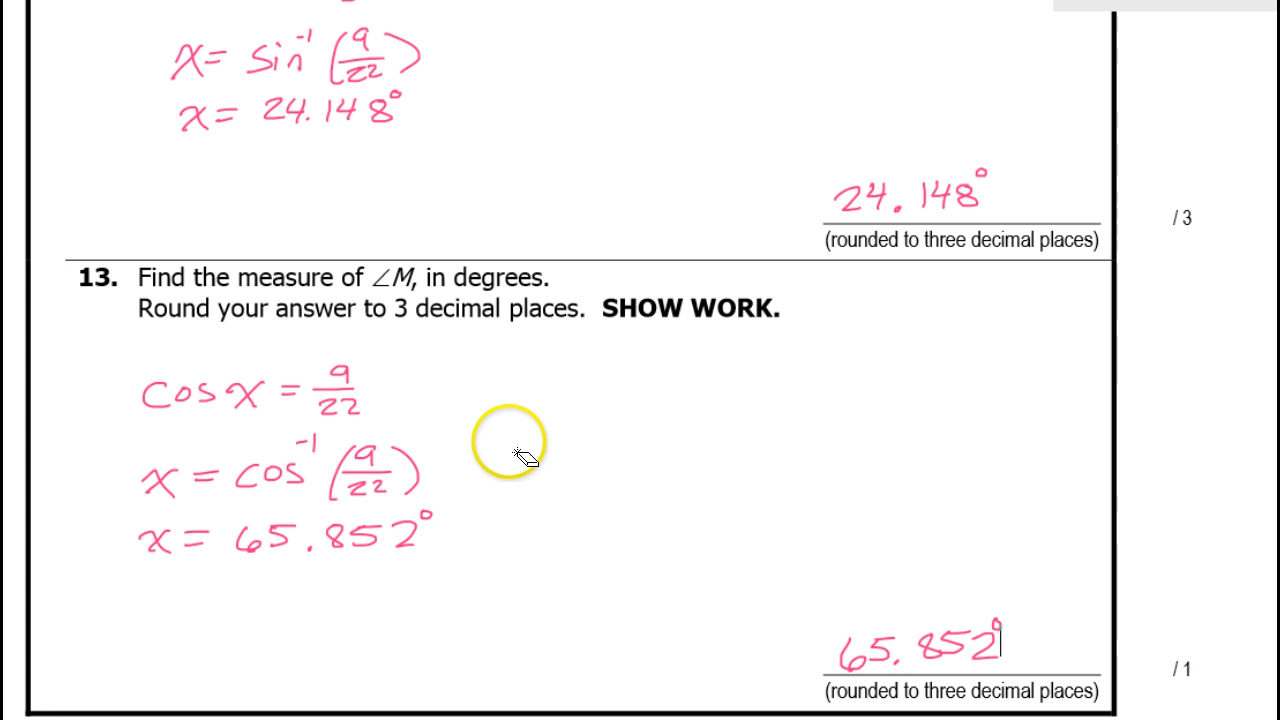 x = sin⁻¹ (9/22)
x = 24.148°
24.148°
/ 3
(rounded to three decimal places)
13. Find the measure of ∠M, in degrees.
Round your answer to 3 decimal places. SHOW WORK.
cos x = 9/22
x = cos⁻¹ (9/22)
x = 65.852°
65.852°
/ 1
(rounded to three decimal places)